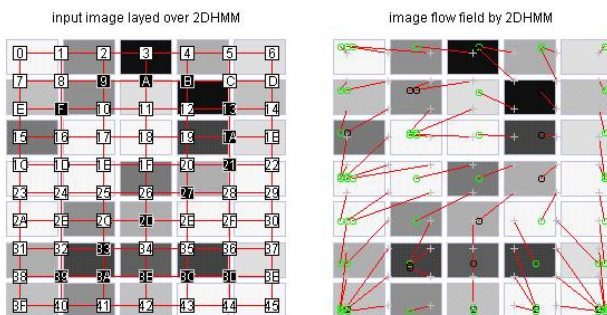 input image layed over 2DHMM
image flow field by 2DHMM
0 1 2 3 4 5 6
7 8 9 A B C D
E F 10 11 12 13 14
15 16 17 18 19 1A 1B
1C 1D 1E 1F 20 21 22
23 24 25 26 27 28 29
2A 2B 2C 2D 2E 2F 30
31 32 33 34 35 36 37
38 39 3A 3B 3C 3D 3E
3F 40 41 42 43 44 45